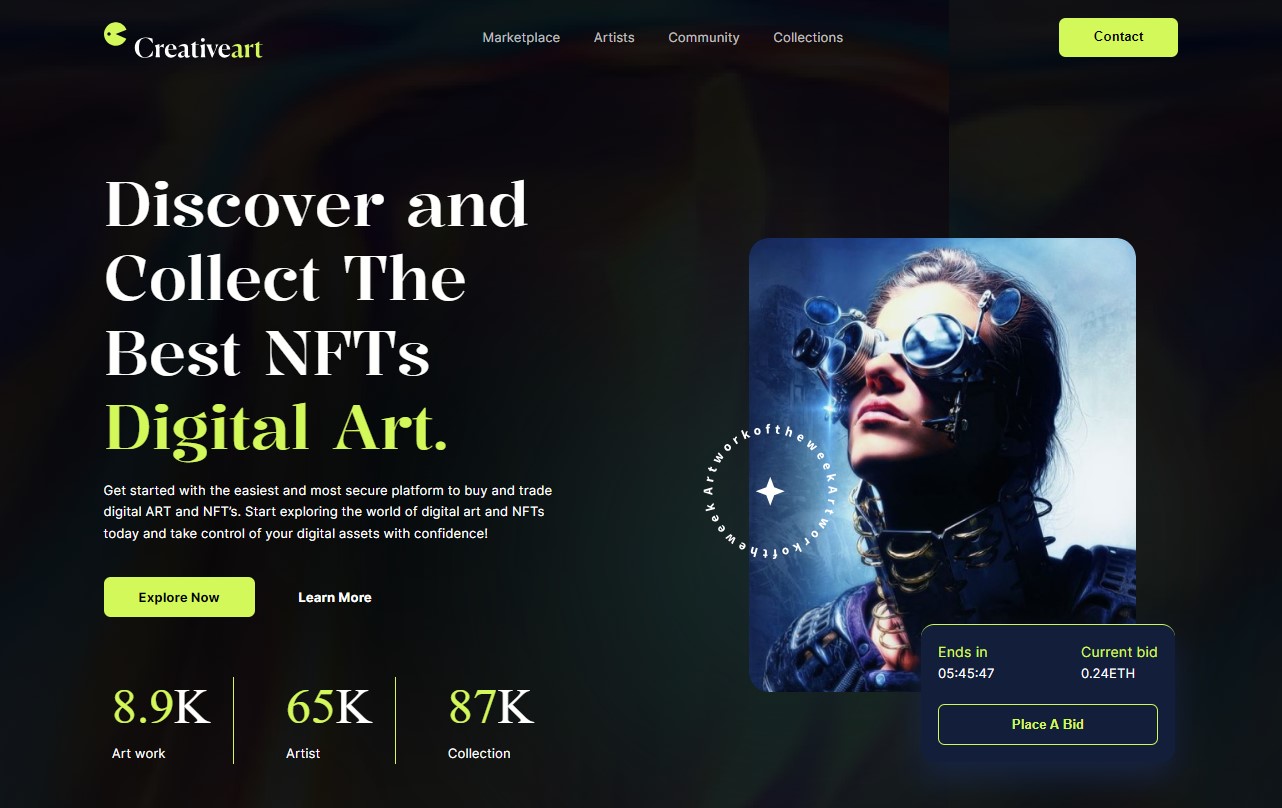 Creativeart
Marketplace
Artists
Community
Collections
Contact
Discover and
Collect The
Best NFTs
Digital Art.
Get started with the easiest and most secure platform to buy and trade
digital ART and NFT's. Start exploring the world of digital art and NFTs
today and take control of your digital assets with confidence!
Explore Now
Learn More
8.9K
Art work
65K
Artist
87K
Collection
ArtworkoftheweekArtworkoftheweek
Ends in
05:45:47
Current bid
0.24ETH
Place A Bid